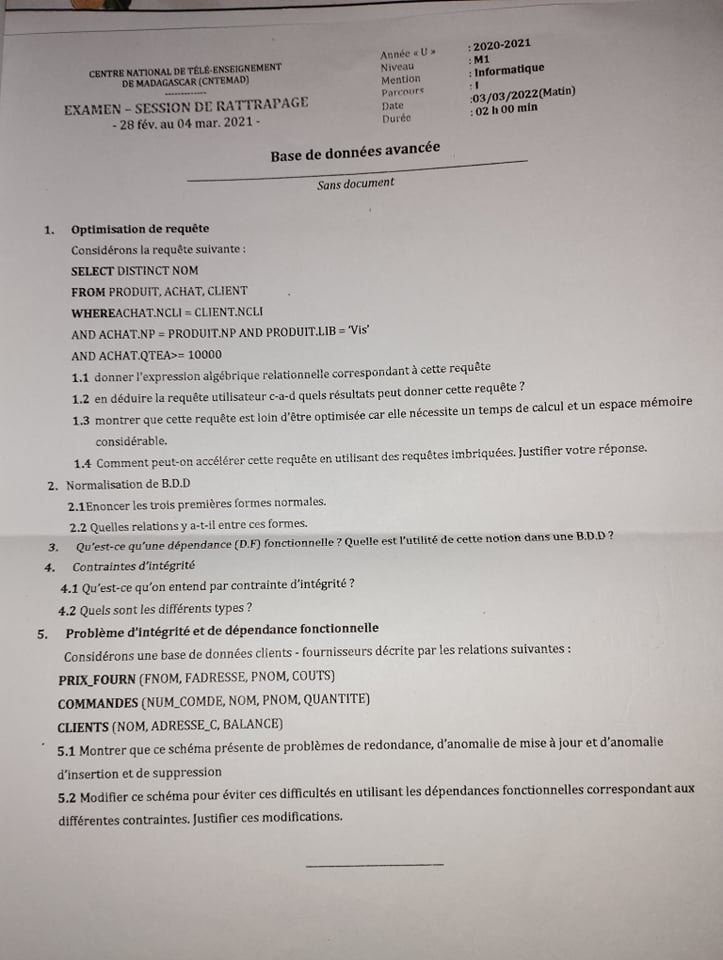 CENTRE NATIONAL DE TÉLÉ-ENSEIGNEMENT
DE MADAGASCAR (CNTEMAD)
------------
EXAMEN – SESSION DE RATTRAPAGE
- 28 fév. au 04 mar. 2021 -
Année « U » : 2020-2021
Niveau : M1
Mention : Informatique
Parcours : I
Date :03/03/2022(Matin)
Durée : 02 h 00 min
Base de données avancée
Sans document
1. Optimisation de requête
Considérons la requête suivante :
SELECT DISTINCT NOM
FROM PRODUIT, ACHAT, CLIENT
WHEREACHAT.NCLI = CLIENT.NCLI
AND ACHAT.NP = PRODUIT.NP AND PRODUIT.LIB = 'Vis'
AND ACHAT.QTEA>= 10000
1.1 donner l'expression algébrique relationnelle correspondant à cette requête
1.2 en déduire la requête utilisateur c-a-d quels résultats peut donner cette requête ?
1.3 montrer que cette requête est loin d'être optimisée car elle nécessite un temps de calcul et un espace mémoire
considérable.
1.4 Comment peut-on accélérer cette requête en utilisant des requêtes imbriquées. Justifier votre réponse.
2. Normalisation de B.D.D
2.1Enoncer les trois premières formes normales.
2.2 Quelles relations y a-t-il entre ces formes.
3. Qu'est-ce qu'une dépendance (D.F) fonctionnelle ? Quelle est l'utilité de cette notion dans une B.D.D ?
4. Contraintes d'intégrité
4.1 Qu'est-ce qu'on entend par contrainte d'intégrité ?
4.2 Quels sont les différents types ?
5. Problème d'intégrité et de dépendance fonctionnelle
Considérons une base de données clients - fournisseurs décrite par les relations suivantes :
PRIX_FOURN (FNOM, FADRESSE, PNOM, COUTS)
COMMANDES (NUM_COMDE, NOM, PNOM, QUANTITE)
CLIENTS (NOM, ADRESSE_C, BALANCE)
5.1 Montrer que ce schéma présente de problèmes de redondance, d'anomalie de mise à jour et d'anomalie
d'insertion et de suppression
5.2 Modifier ce schéma pour éviter ces difficultés en utilisant les dépendances fonctionnelles correspondant aux
différentes contraintes. Justifier ces modifications.